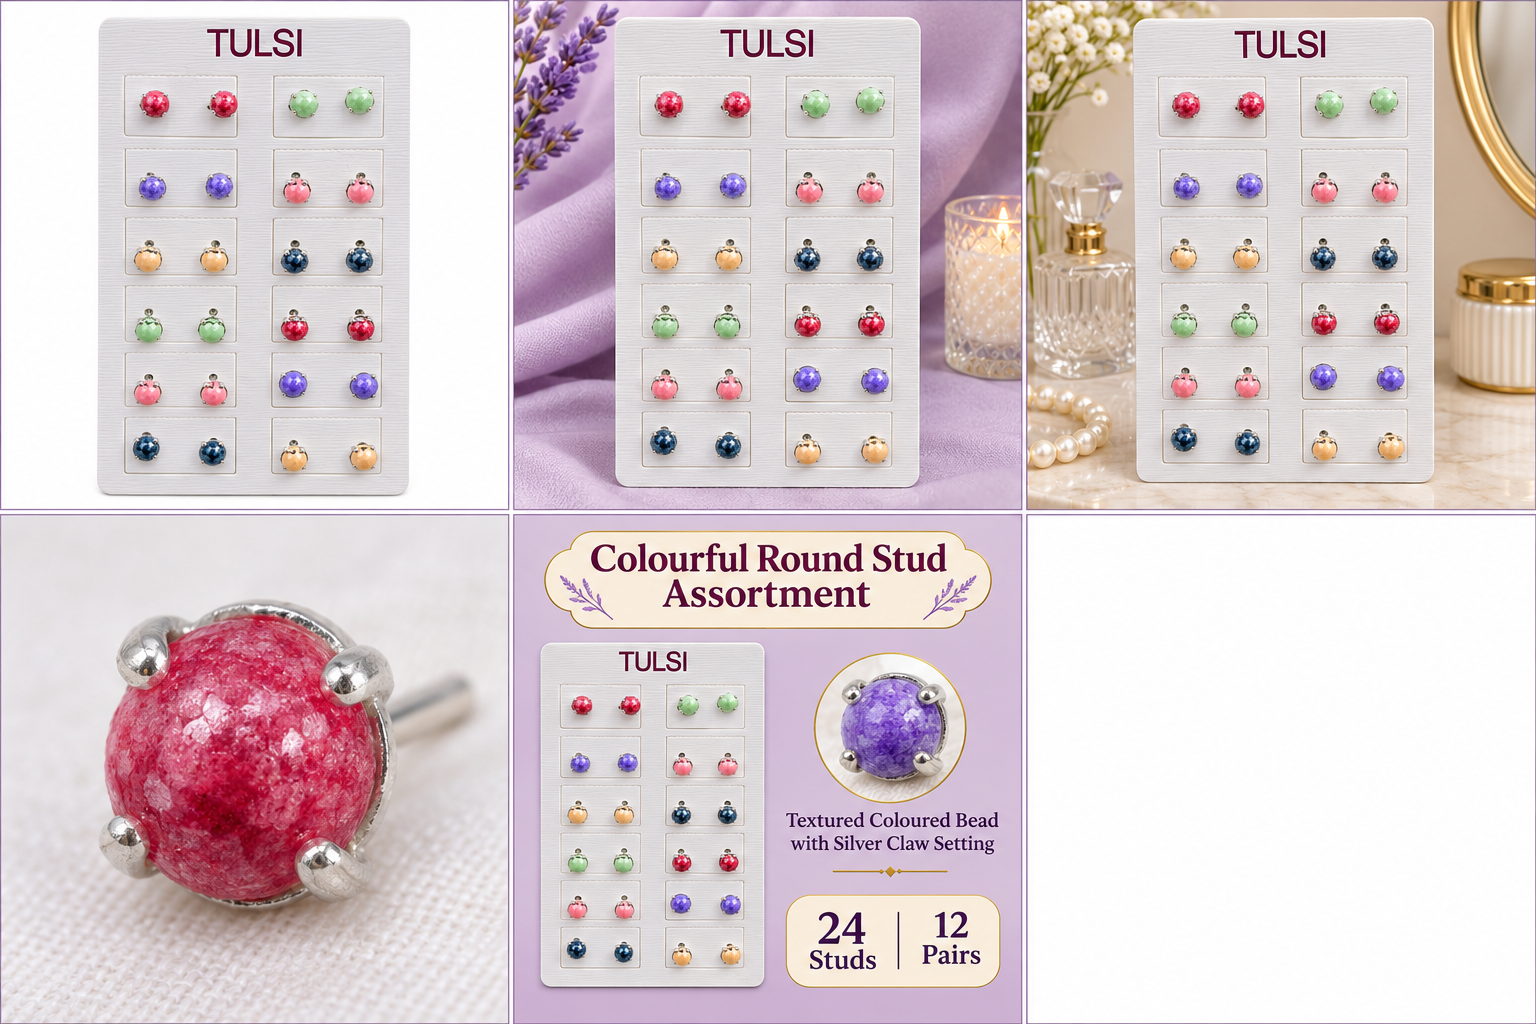 TULSI
TULSI
TULSI
Colourful Round Stud
Assortment
TULSI
Textured Coloured Bead
with Silver Claw Setting
24
Studs
12
Pairs